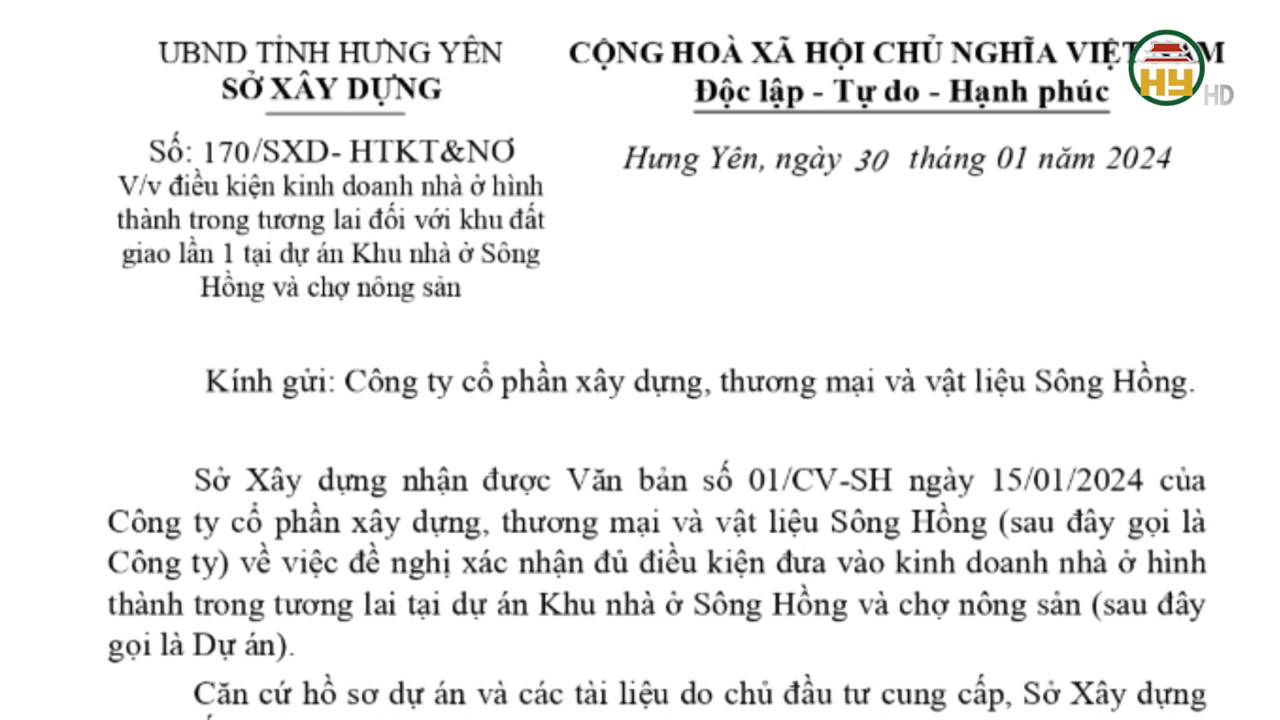 UBND TỈNH HƯNG YÊN
SỞ XÂY DỰNG
CỘNG HOÀ XÃ HỘI CHỦ NGHĨA VIỆT NAM
Độc lập - Tự do - Hạnh phúc
HY HD
Số: 170/SXD- HTKT&NƠ
V/v điều kiện kinh doanh nhà ở hình
thành trong tương lai đối với khu đất
giao lần 1 tại dự án Khu nhà ở Sông
Hồng và chợ nông sản
Hưng Yên, ngày 30 tháng 01 năm 2024
Kính gửi: Công ty cổ phần xây dựng, thương mại và vật liệu Sông Hồng.
Sở Xây dựng nhận được Văn bản số 01/CV-SH ngày 15/01/2024 của
Công ty cổ phần xây dựng, thương mại và vật liệu Sông Hồng (sau đây gọi là
Công ty) về việc đề nghị xác nhận đủ điều kiện đưa vào kinh doanh nhà ở hình
thành trong tương lai tại dự án Khu nhà ở Sông Hồng và chợ nông sản (sau đây
gọi là Dự án).
Căn cứ hồ sơ dự án và các tài liệu do chủ đầu tư cung cấp, Sở Xây dựng